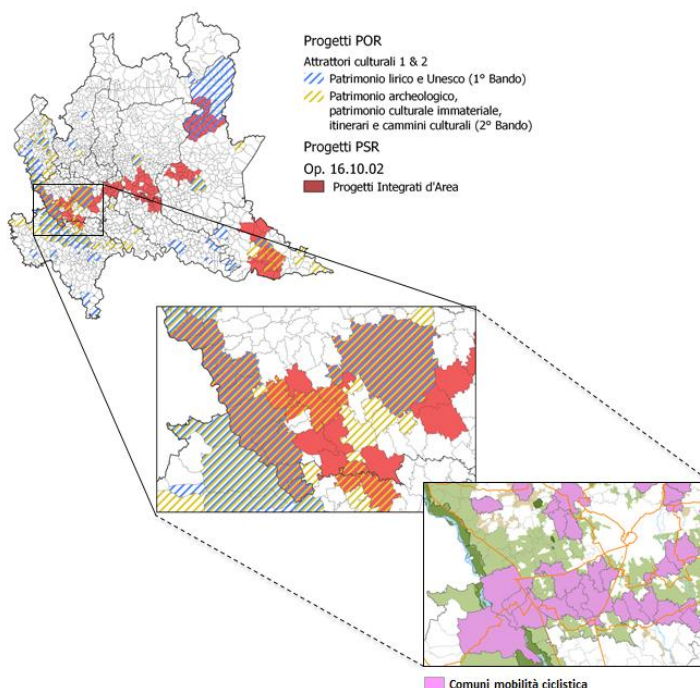 Progetti POR
Attrattori culturali 1 & 2
Patrimonio lirico e Unesco (1° Bando)
Patrimonio archeologico,
patrimonio culturale immateriale,
itinerari e cammini culturali (2° Bando)
Progetti PSR
Op. 16.10.02
Progetti Integrati d'Area
Comuni mobilità ciclistica